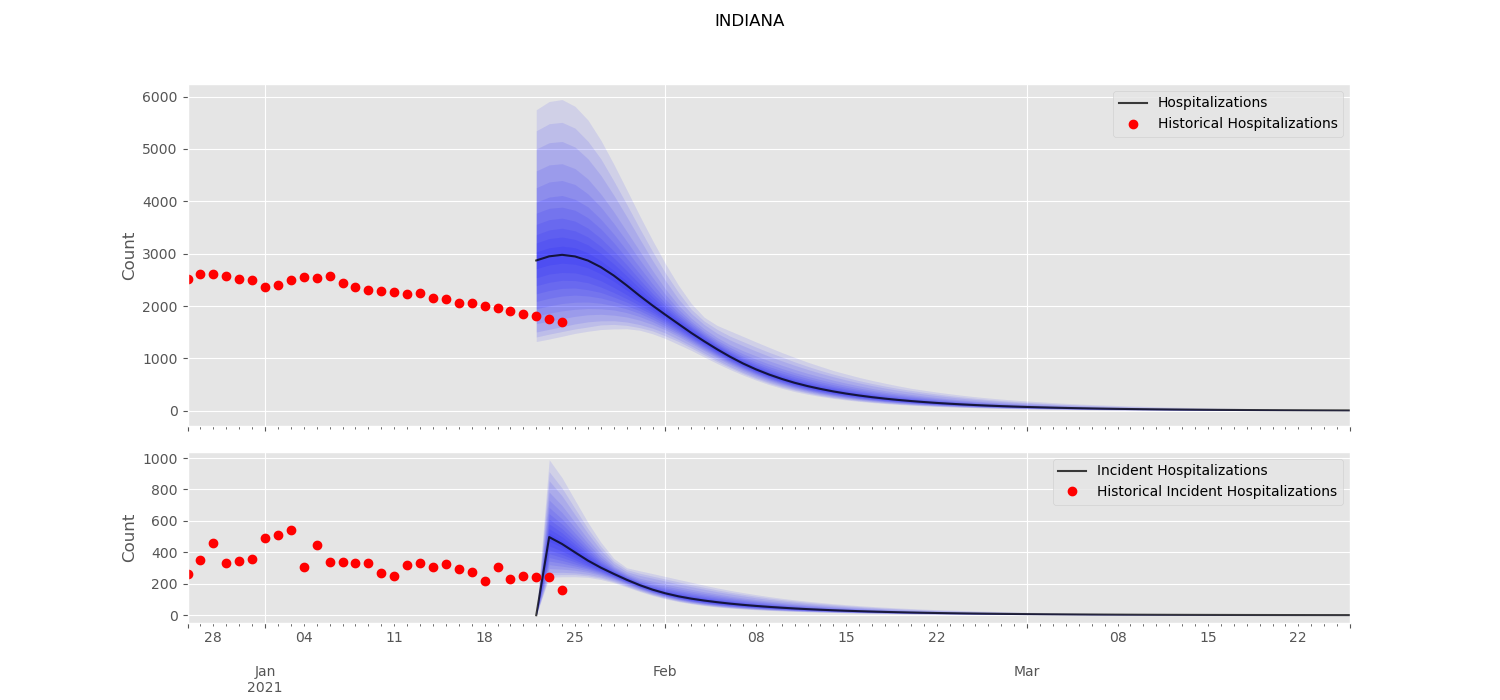 INDIANA
6000
5000
4000
3000
2000
1000
0
Count
Hospitalizations
Historical Hospitalizations
1000
800
600
400
200
0
Count
Incident Hospitalizations
Historical Incident Hospitalizations
28 04 11 18 25 08 15 22 08 15 22
Jan Feb Mar
2021